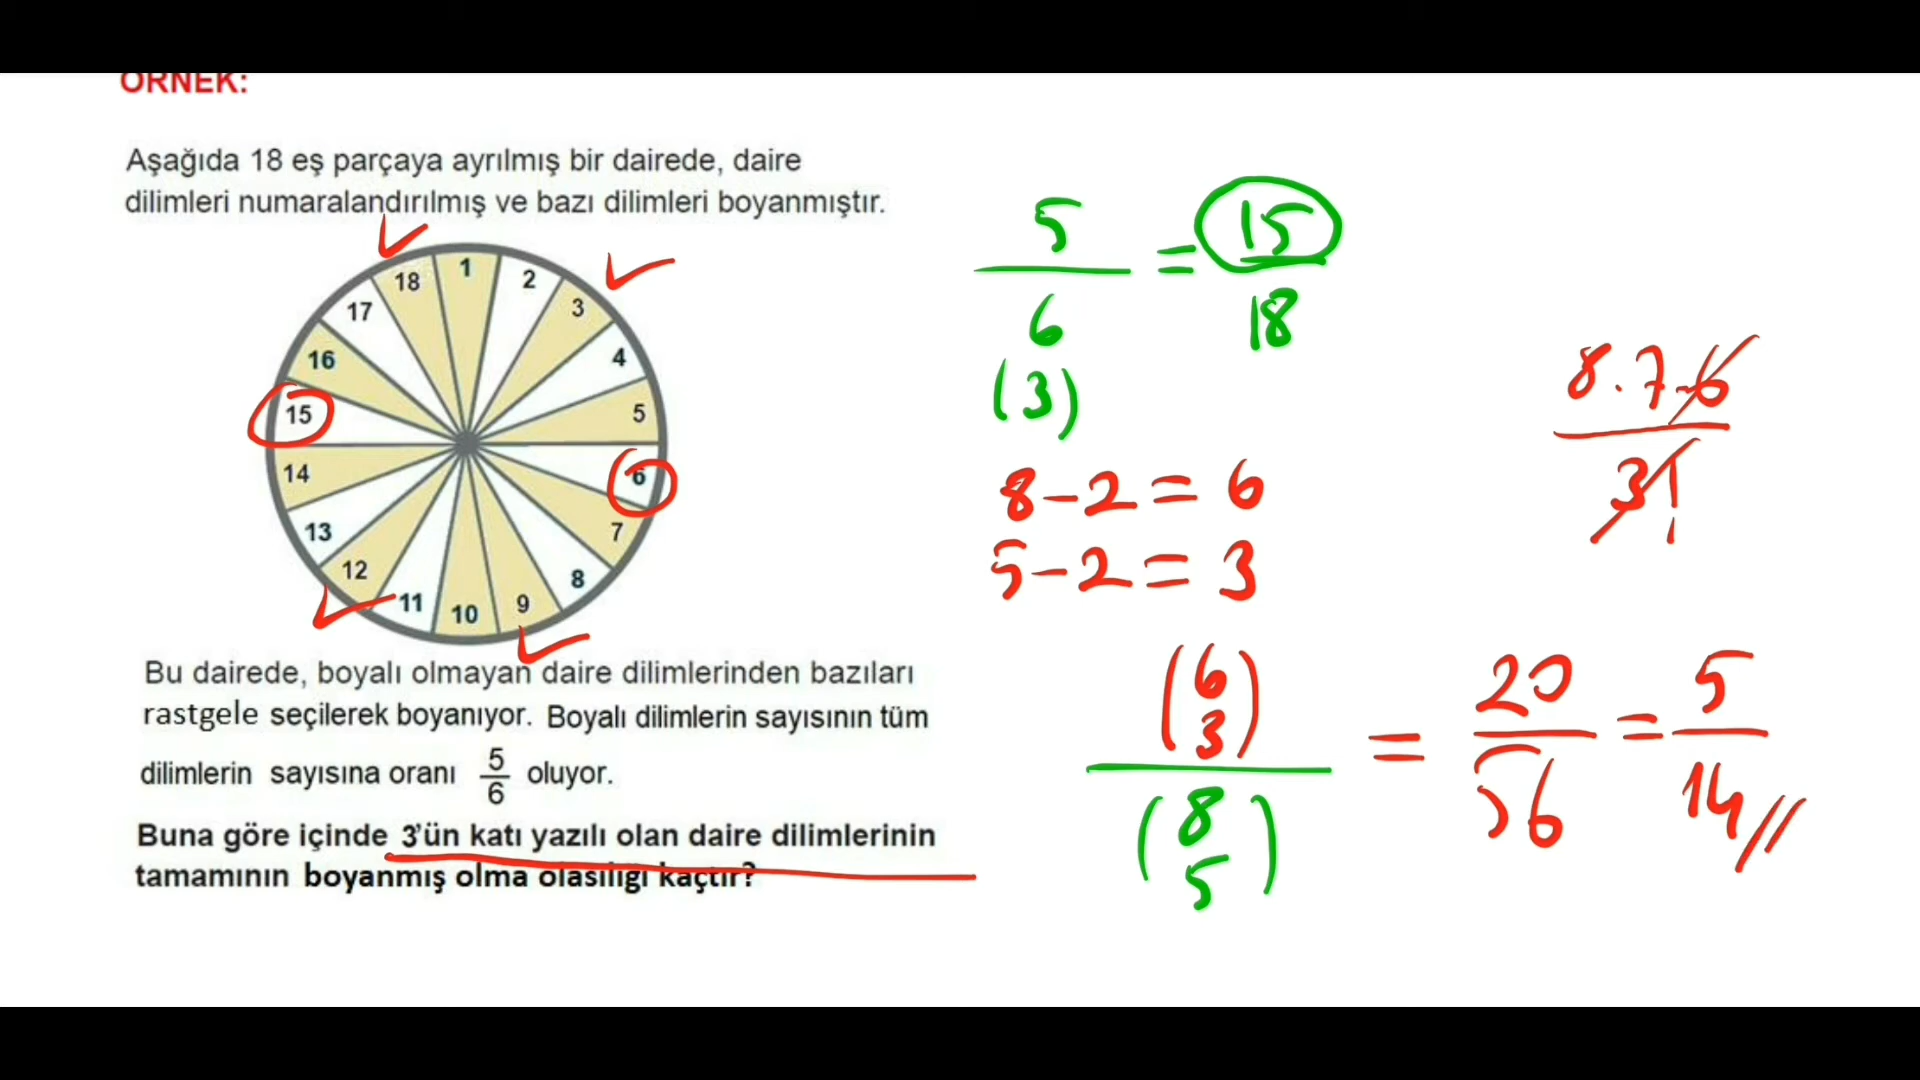 ÖRNEK:
Aşağıda 18 eş parçaya ayrılmış bir dairede, daire
dilimleri numaralandırılmış ve bazı dilimleri boyanmıştır.
1
2
3
4
5
6
7
8
9
10
11
12
13
14
15
16
17
18
Bu dairede, boyalı olmayan daire dilimlerinden bazıları
rastgele seçilerek boyanıyor. Boyalı dilimlerin sayısının tüm
dilimlerin sayısına oranı 5/6 oluyor.
Buna göre içinde 3'ün katı yazılı olan daire dilimlerinin
tamamının boyanmış olma olasılığı kaçtır?
5/6 = 15/18
(3)
8-2=6
5-2=3
(6 3)/(8 5) = 20/56 = 5/14 //
8.7.6/3!